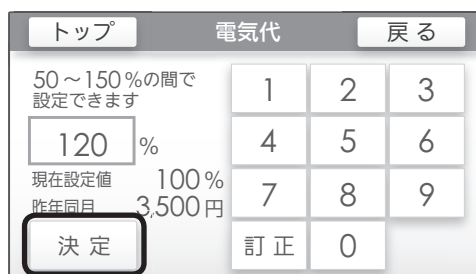 トップ
電気代
戻る
50～150%の間で
設定できます
120 %
現在設定値 100%
昨年同月 3,500円
決定
1 2 3
4 5 6
7 8 9
訂正 0